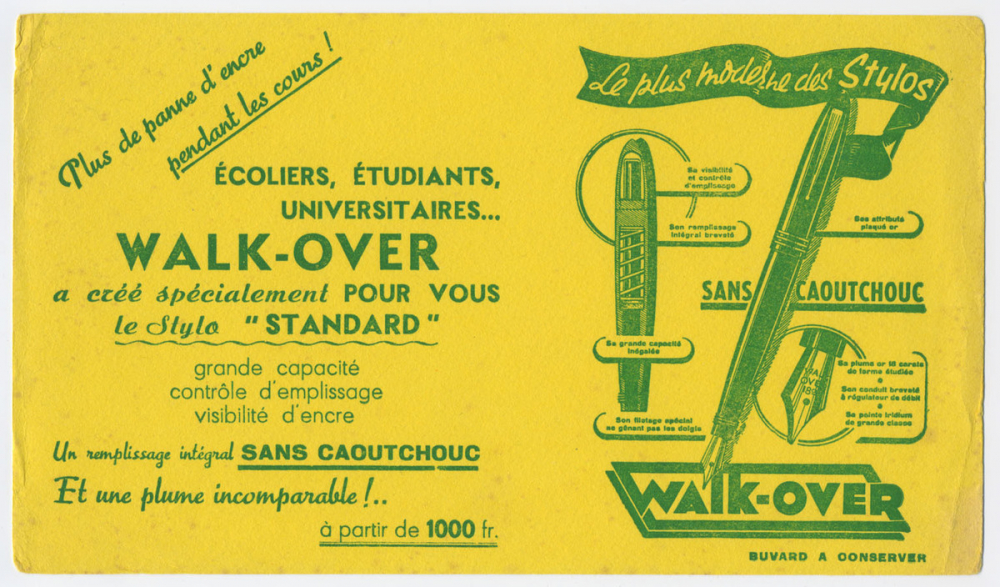 Plus de panne d'encre
pendant les cours !
ÉCOLIERS, ÉTUDIANTS,
UNIVERSITAIRES...
WALK-OVER
a créé spécialement POUR VOUS
le Stylo "STANDARD"
grande capacité
contrôle d'emplissage
visibilité d'encre
Un remplissage intégral SANS CAOUTCHOUC
Et une plume incomparable !..
à partir de 1000 fr.
Le plus moderne des Stylos
Sa visibilité
et contrôle
d'emplissage
Son remplissage
intégral breveté
Ses attributs
plaqué or
SANS CAOUTCHOUC
Sa grande capacité
inégalée
Sa plume or 18 carats
de forme étudiée
Son conduit breveté
à régulateur de débit
Sa pointe iridium
de grande classe
Son filetage spécial
ne gênant pas les doigts
WALK-OVER
BUVARD A CONSERVER